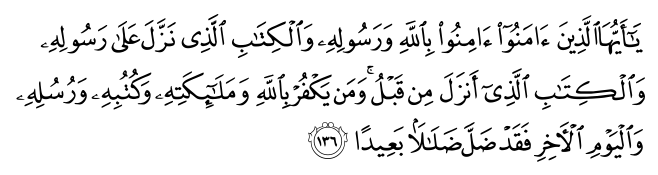 يَٰٓأَيُّهَا ٱلَّذِينَ ءَامَنُوٓا۟ ءَامِنُوا۟ بِٱللَّهِ وَرَسُولِهِۦ وَٱلْكِتَٰبِ ٱلَّذِى نَزَّلَ عَلَىٰ رَسُولِهِۦ
وَٱلْكِتَٰبِ ٱلَّذِىٓ أَنزَلَ مِن قَبْلُ ۚ وَمَن يَكْفُرْ بِٱللَّهِ وَمَلَٰٓئِكَتِهِۦ وَكُتُبِهِۦ وَرُسُلِهِۦ
وَٱلْيَوْمِ ٱلْءَاخِرِ فَقَدْ ضَلَّ ضَلَٰلًۢا بَعِيدًا ١٣٦